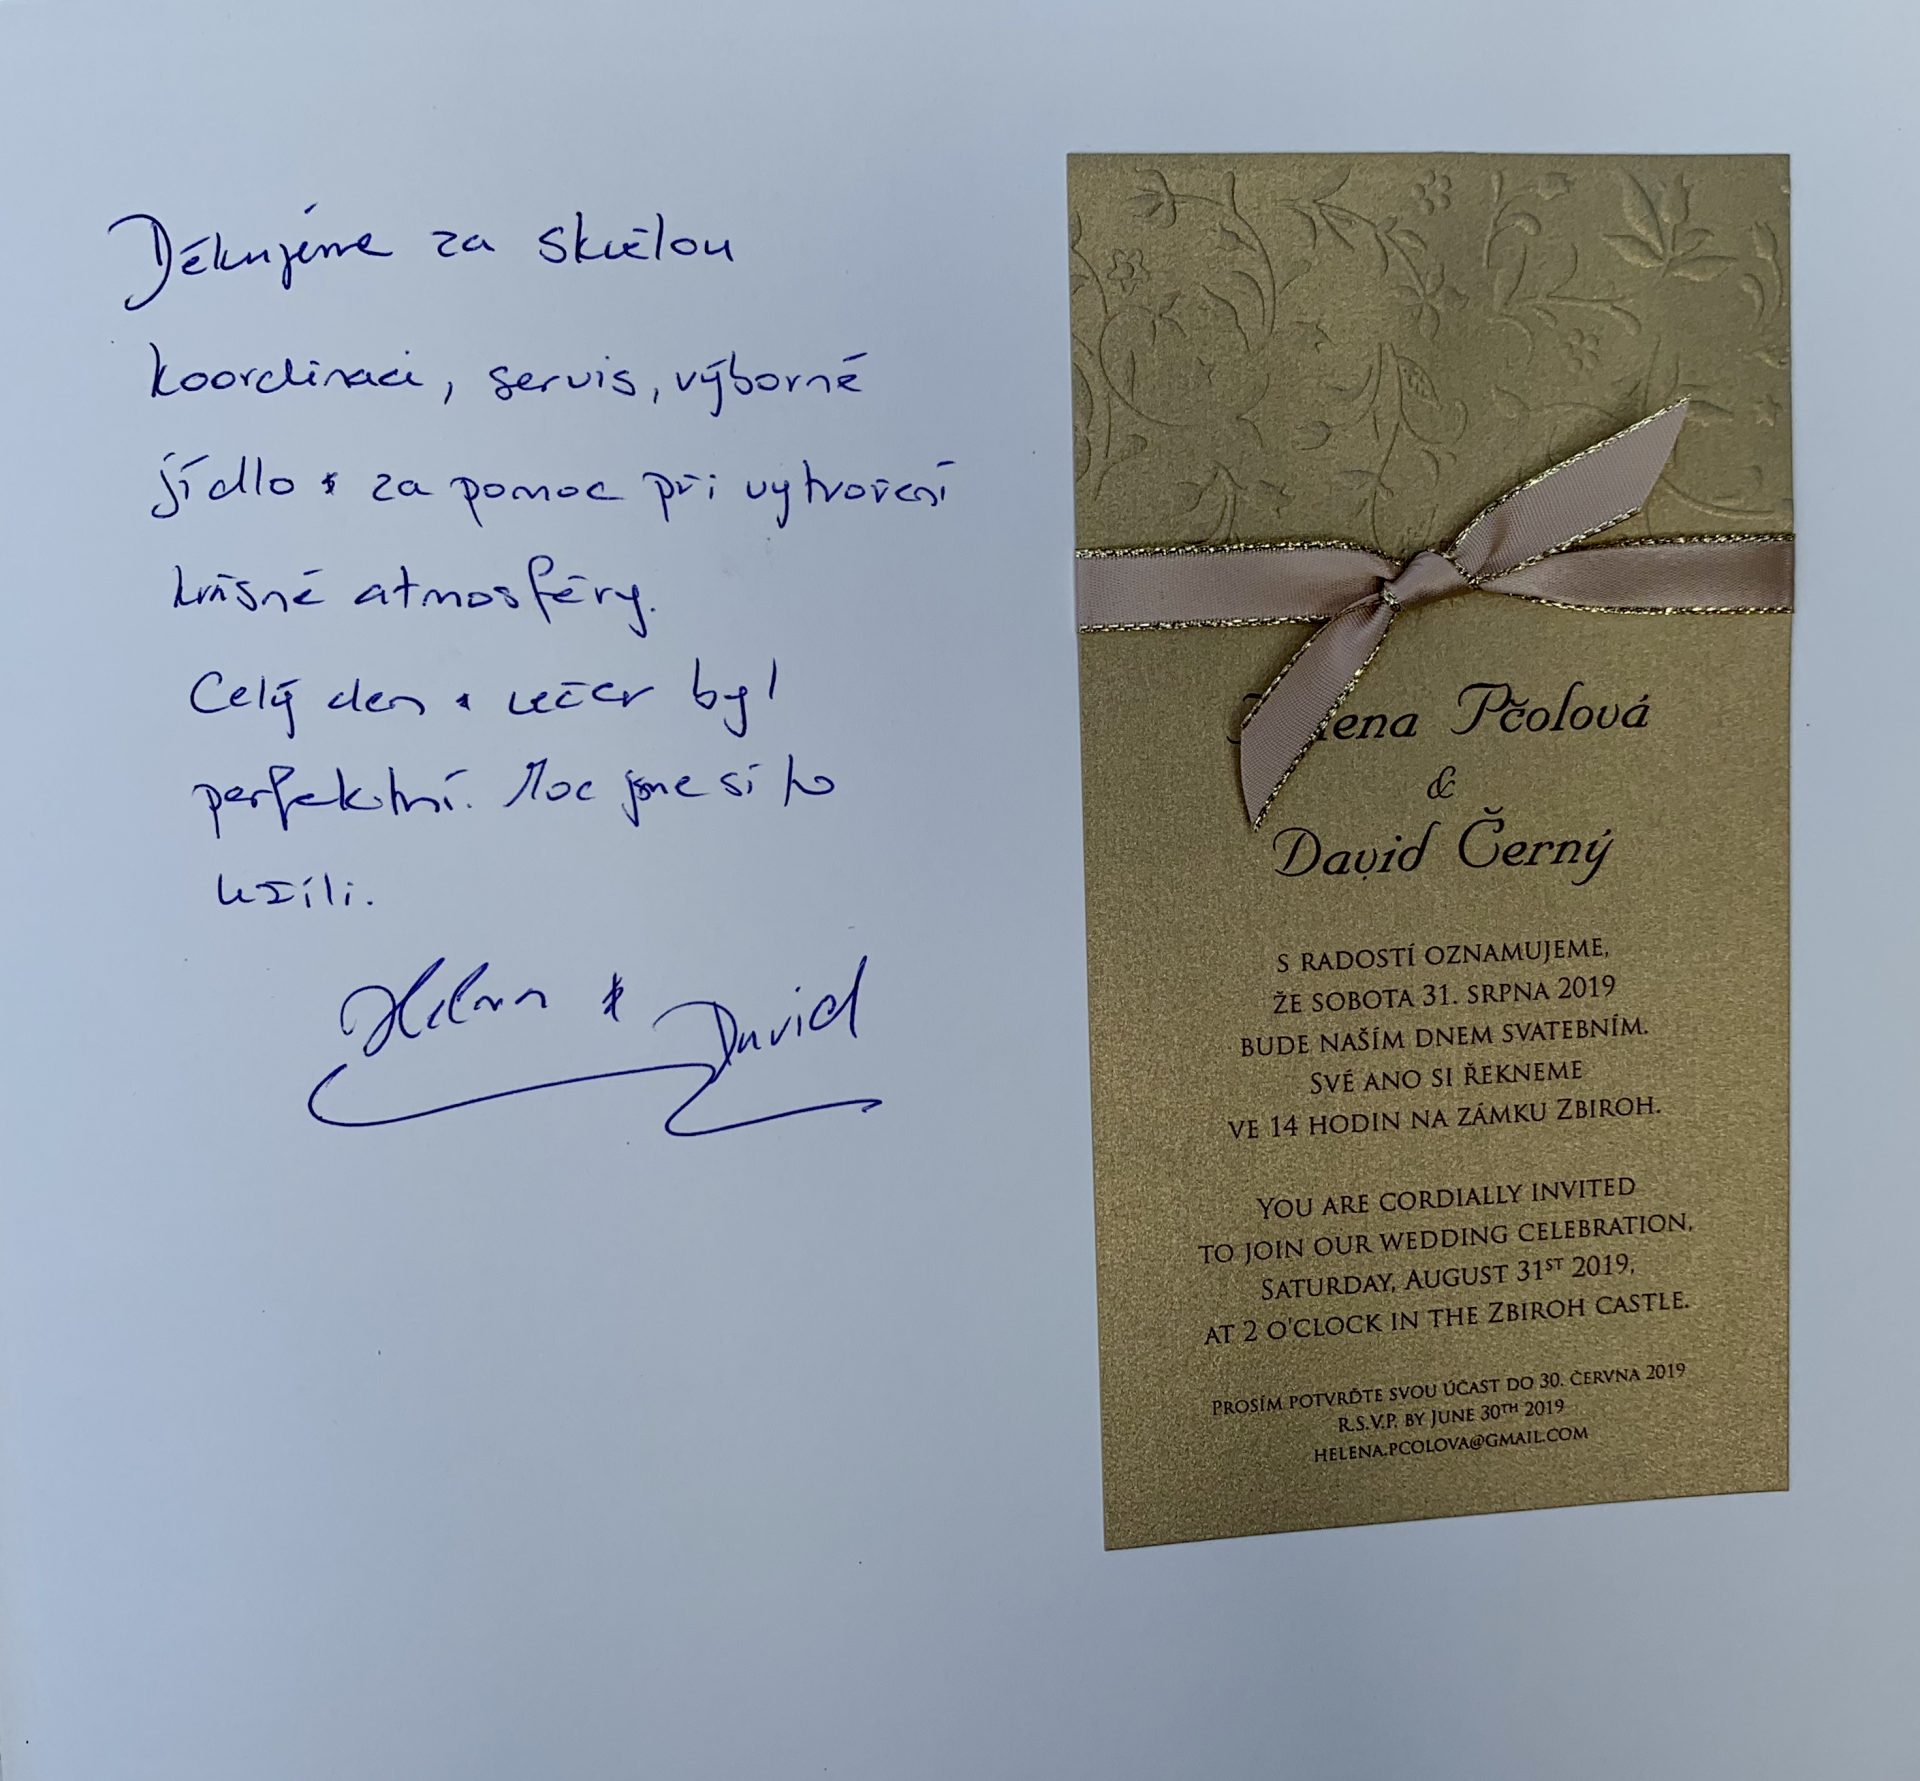 Děkujeme za skvělou
koordinaci, servis, výborné
jídlo & za pomoc při vytvoření
krásné atmosféry.
Celý den & večer byl
perfektní. Moc jsme si to
užili.
Helena & David
lena Pčolová
&
David Černý
S RADOSTÍ OZNAMUJEME,
ŽE SOBOTA 31. SRPNA 2019
BUDE NAŠÍM DNEM SVATEBNÍM.
SVÉ ANO SI ŘEKNEME
VE 14 HODIN NA ZÁMKU ZBIROH.
YOU ARE CORDIALLY INVITED
TO JOIN OUR WEDDING CELEBRATION,
SATURDAY, AUGUST 31ST 2019,
AT 2 O'CLOCK IN THE ZBIROH CASTLE.
PROSÍM POTVRĎTE SVOU ÚČAST DO 30. ČERVNA 2019
R.S.V.P. BY JUNE 30TH 2019
HELENA.PCOLOVA@GMAIL.COM